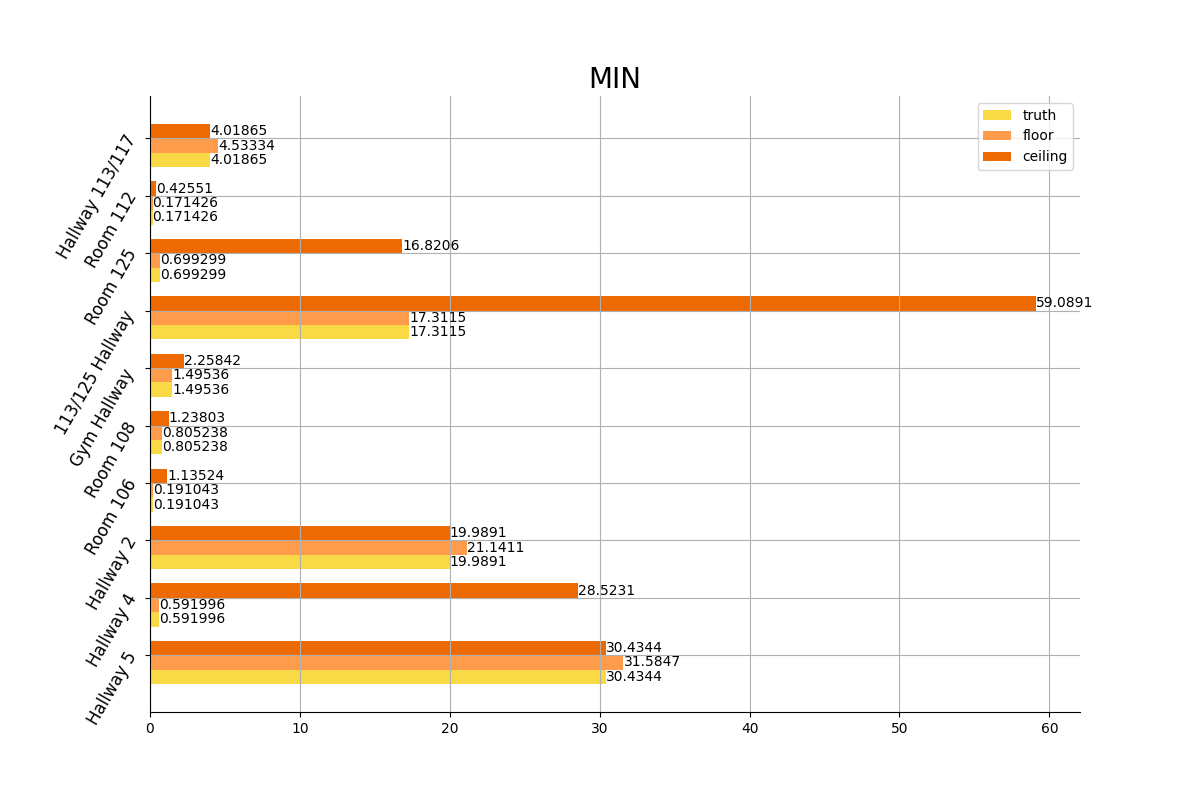 MIN
truth
floor
ceiling
Hallway 113/117
4.01865
4.53334
4.01865
Room 112
0.42551
0.171426
0.171426
Room 125
16.8206
0.699299
0.699299
113/125 Hallway
59.0891
17.3115
17.3115
Gym Hallway
2.25842
1.49536
1.49536
Room 108
1.23803
0.805238
0.805238
Room 106
1.13524
0.191043
0.191043
Hallway 2
19.9891
21.1411
19.9891
Hallway 4
28.5231
0.591996
0.591996
Hallway 5
30.4344
31.5847
30.4344
0 10 20 30 40 50 60